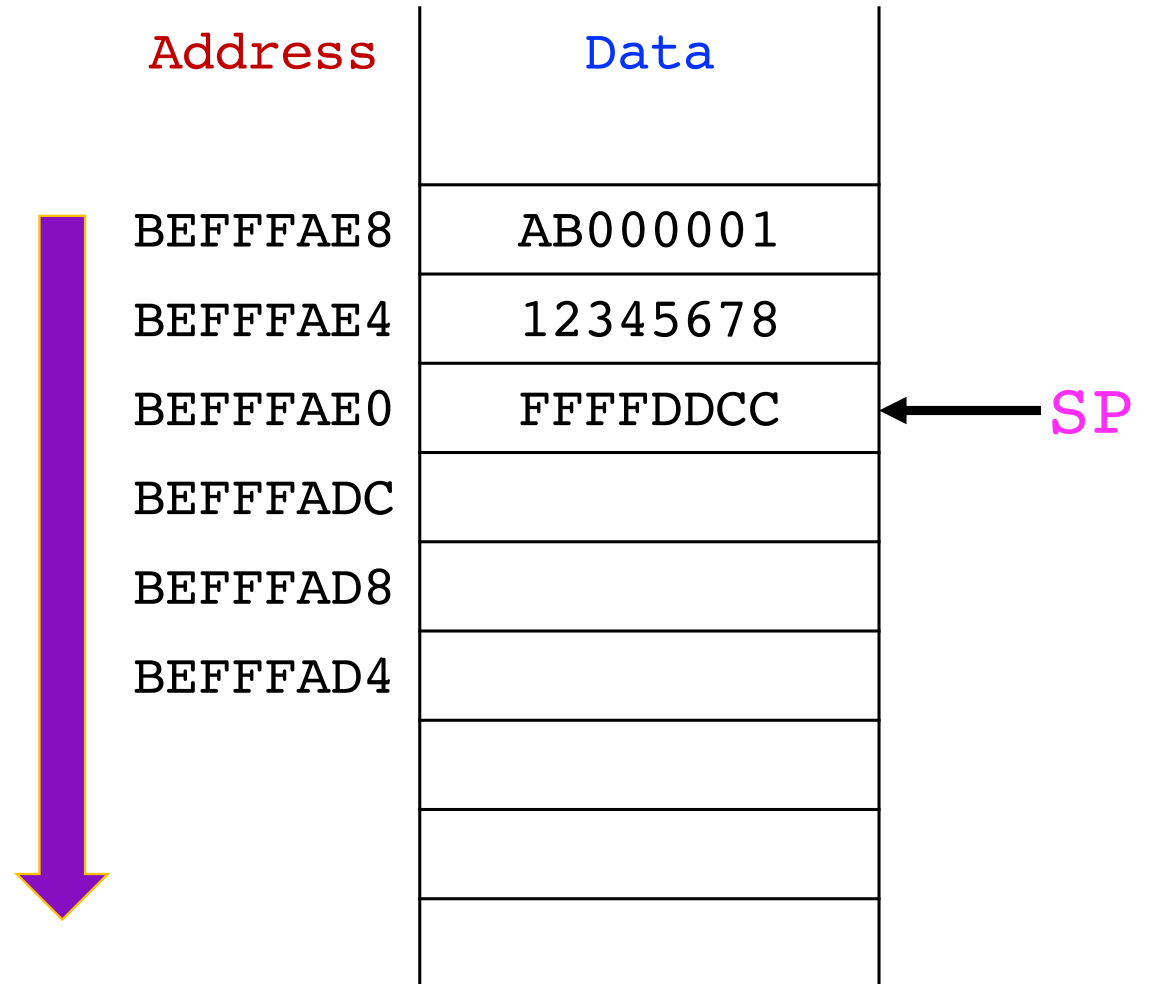 Address Data
BEFFFAE8 AB000001
BEFFFAE4 12345678
BEFFFAE0 FFFFDDCC SP
BEFFFADC
BEFFFAD8
BEFFFAD4